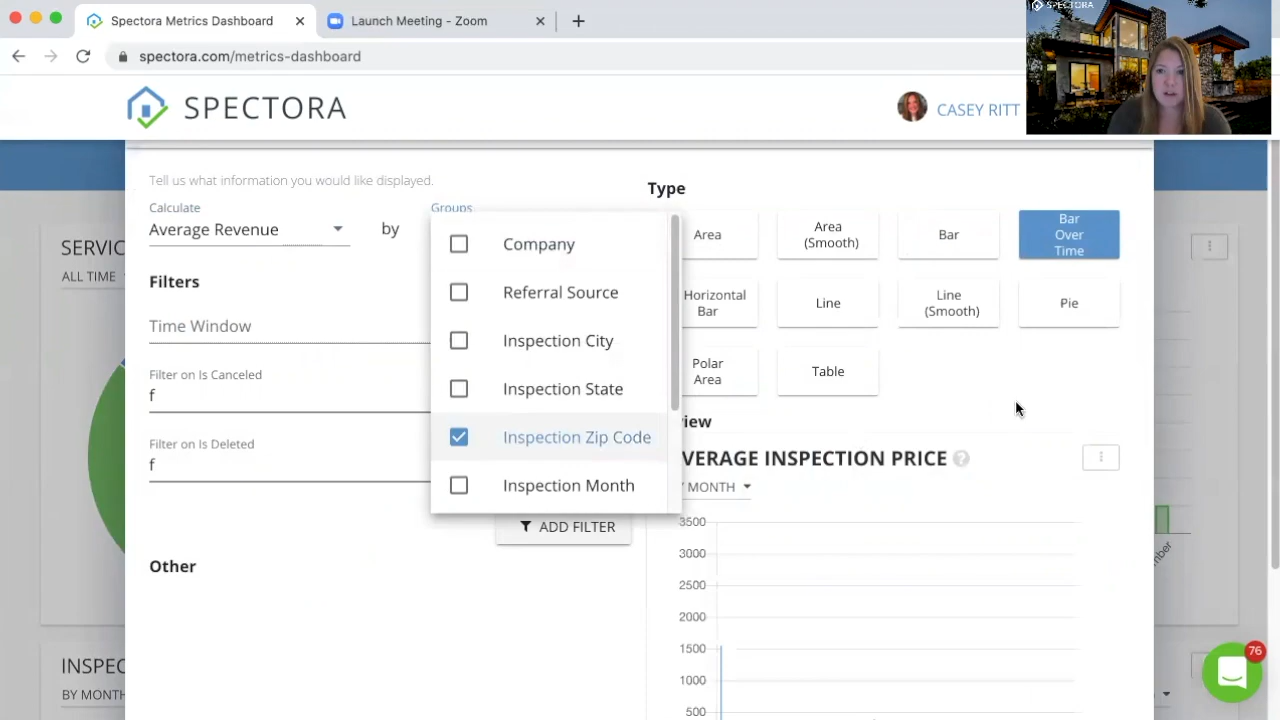 Spectora Metrics Dashboard
Launch Meeting - Zoom
spectora.com/metrics-dashboard
SPECTORA
SPECTORA
CASEY RITT
Tell us what information you would like displayed.
Calculate
Average Revenue
by
Groups
Company
Referral Source
Inspection City
Inspection State
Inspection Zip Code
Inspection Month
Filters
Time Window
Filter on Is Canceled
f
Filter on Is Deleted
f
ADD FILTER
Other
Type
Area
Area
(Smooth)
Bar
Bar
Over
Time
Horizontal
Bar
Line
Line
(Smooth)
Pie
Polar
Area
Table
iew
VERAGE INSPECTION PRICE
MONTH
3500
3000
2500
2000
1500
1000
500
SERVIC
ALL TIME
INSPEC
BY MONTH
mber
76